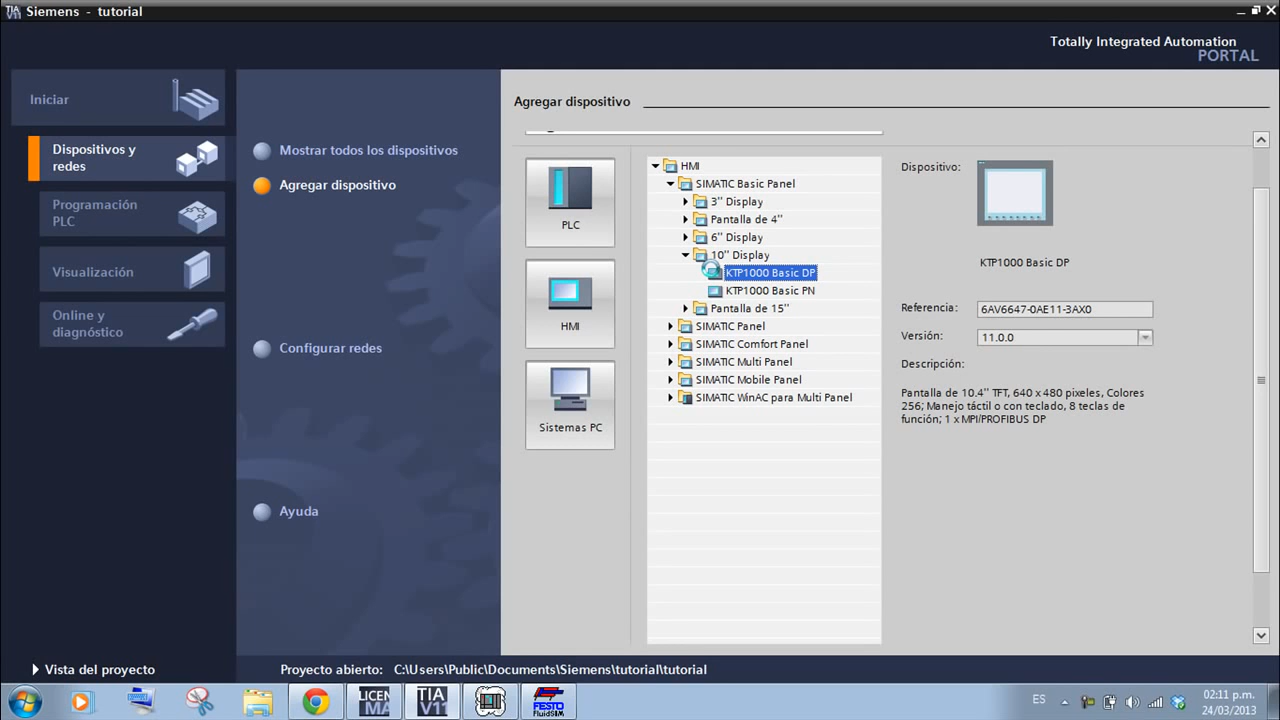 TIA
V11
Siemens - tutorial
Totally Integrated Automation
PORTAL
Iniciar
Dispositivos y
redes
Programación
PLC
Visualización
Online y
diagnóstico
Mostrar todos los dispositivos
Agregar dispositivo
Configurar redes
Ayuda
Agregar dispositivo
PLC
HMI
Sistemas PC
HMI
SIMATIC Basic Panel
3'' Display
Pantalla de 4''
6'' Display
10'' Display
KTP1000 Basic DP
KTP1000 Basic PN
Pantalla de 15''
SIMATIC Panel
SIMATIC Comfort Panel
SIMATIC Multi Panel
SIMATIC Mobile Panel
SIMATIC WinAC para Multi Panel
Dispositivo:
KTP1000 Basic DP
Referencia:
6AV6647-0AE11-3AX0
Versión:
11.0.0
Descripción:
Pantalla de 10.4'' TFT, 640 x 480 pixeles, Colores
256; Manejo táctil o con teclado, 8 teclas de
función; 1 x MPI/PROFIBUS DP
Vista del proyecto
Proyecto abierto: C:\Users\Public\Documents\Siemens\tutorial\tutorial
LICEN
MA
TIA
V11
FESTO
FluidSIM
ES
02:11 p.m.
24/03/2013